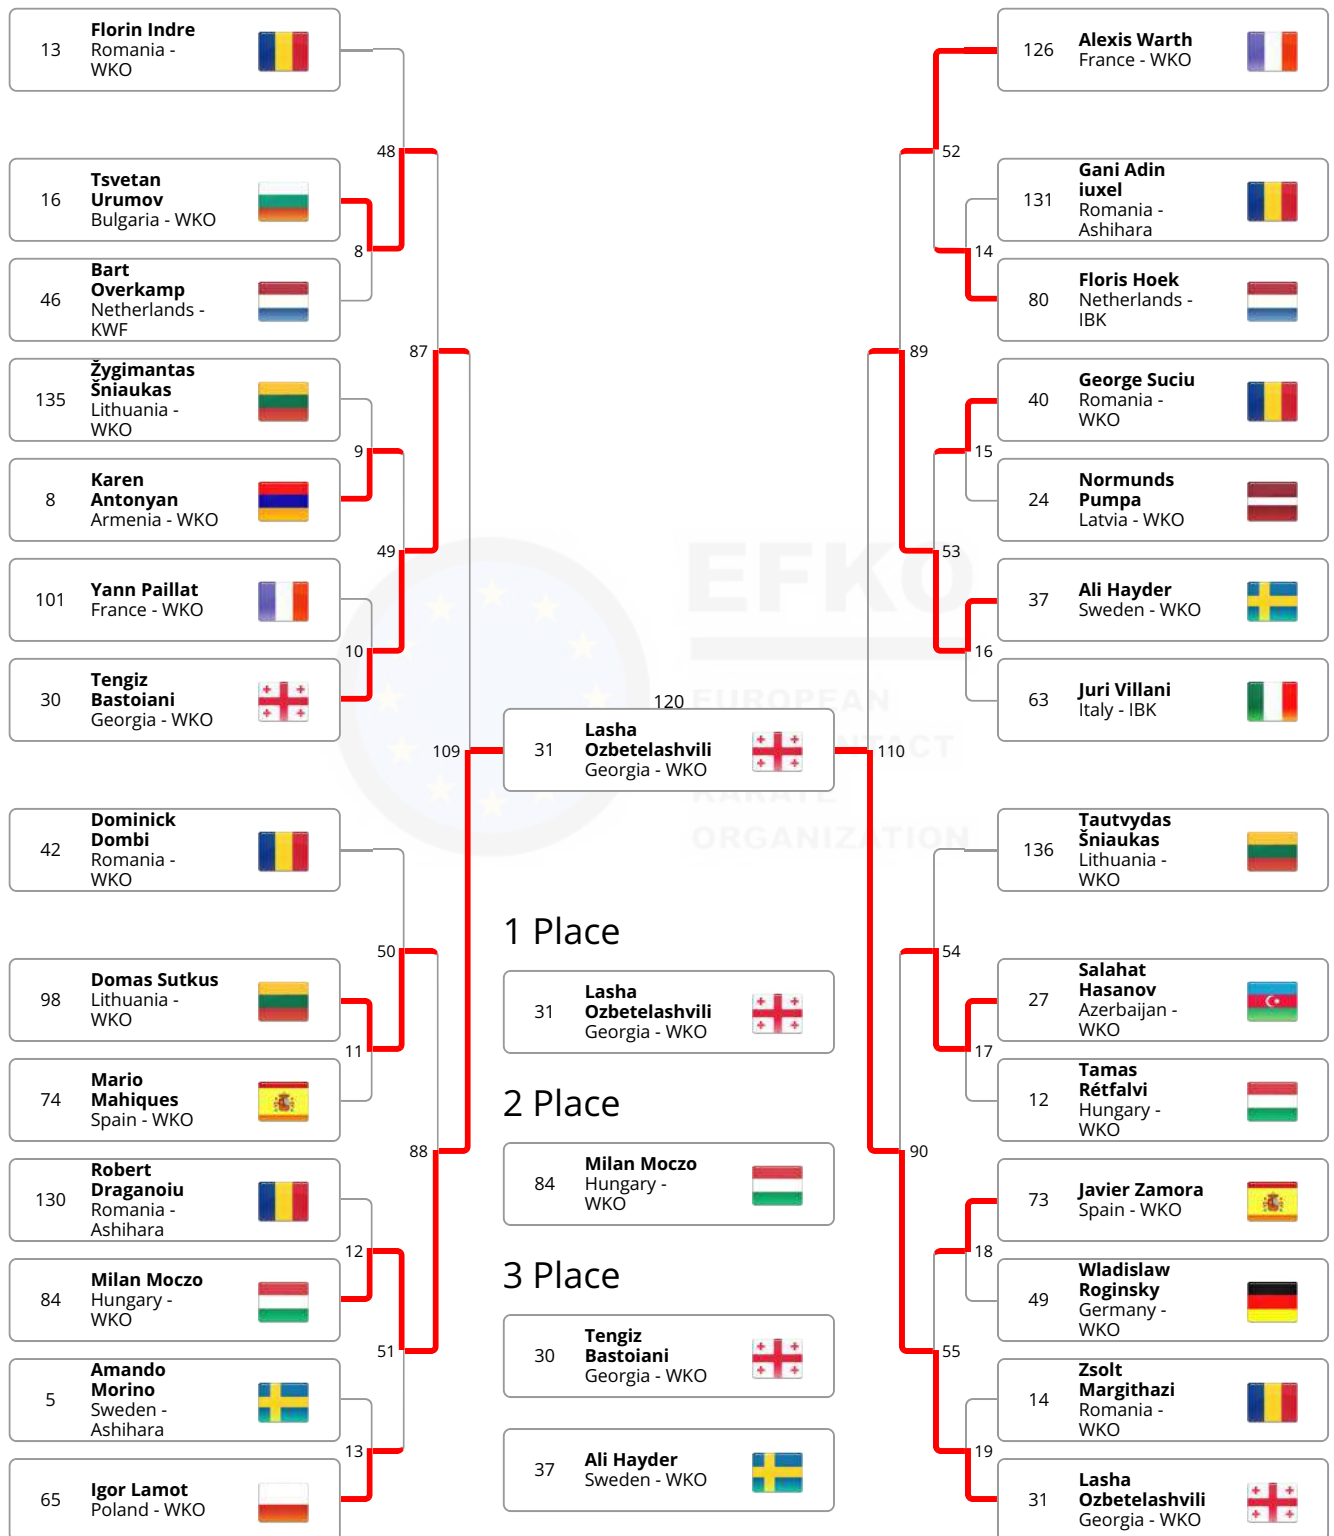 13
Florin Indre
Romania -
WKO
16
Tsvetan
Urumov
Bulgaria - WKO
46
Bart
Overkamp
Netherlands -
KWF
135
Žygimantas
Šniaukas
Lithuania -
WKO
8
Karen
Antonyan
Armenia - WKO
101
Yann Paillat
France - WKO
30
Tengiz
Bastoiani
Georgia - WKO
42
Dominick
Dombi
Romania -
WKO
98
Domas Sutkus
Lithuania -
WKO
74
Mario
Mahiques
Spain - WKO
130
Robert
Draganoiu
Romania -
Ashihara
84
Milan Moczo
Hungary -
WKO
5
Amando
Morino
Sweden -
Ashihara
65
Igor Lamot
Poland - WKO
8
9
10
11
12
13
48
49
50
51
87
88
109
120
31
Lasha
Ozbetelashvili
Georgia - WKO
EFKO
EUROPEAN
ORGANIZATION
1 Place
31
Lasha
Ozbetelashvili
Georgia - WKO
2 Place
84
Milan Moczo
Hungary -
WKO
3 Place
30
Tengiz
Bastoiani
Georgia - WKO
37
Ali Hayder
Sweden - WKO
110
89
90
52
53
54
55
14
15
16
17
18
19
126
Alexis Warth
France - WKO
131
Gani Adin
iuxel
Romania -
Ashihara
80
Floris Hoek
Netherlands -
IBK
40
George Suciu
Romania -
WKO
24
Normunds
Pumpa
Latvia - WKO
37
Ali Hayder
Sweden - WKO
63
Juri Villani
Italy - IBK
136
Tautvydas
Šniaukas
Lithuania -
WKO
27
Salahat
Hasanov
Azerbaijan -
WKO
12
Tamas
Rétfalvi
Hungary -
WKO
73
Javier Zamora
Spain - WKO
49
Wladislaw
Roginsky
Germany -
WKO
14
Zsolt
Margithazi
Romania -
WKO
31
Lasha
Ozbetelashvili
Georgia - WKO